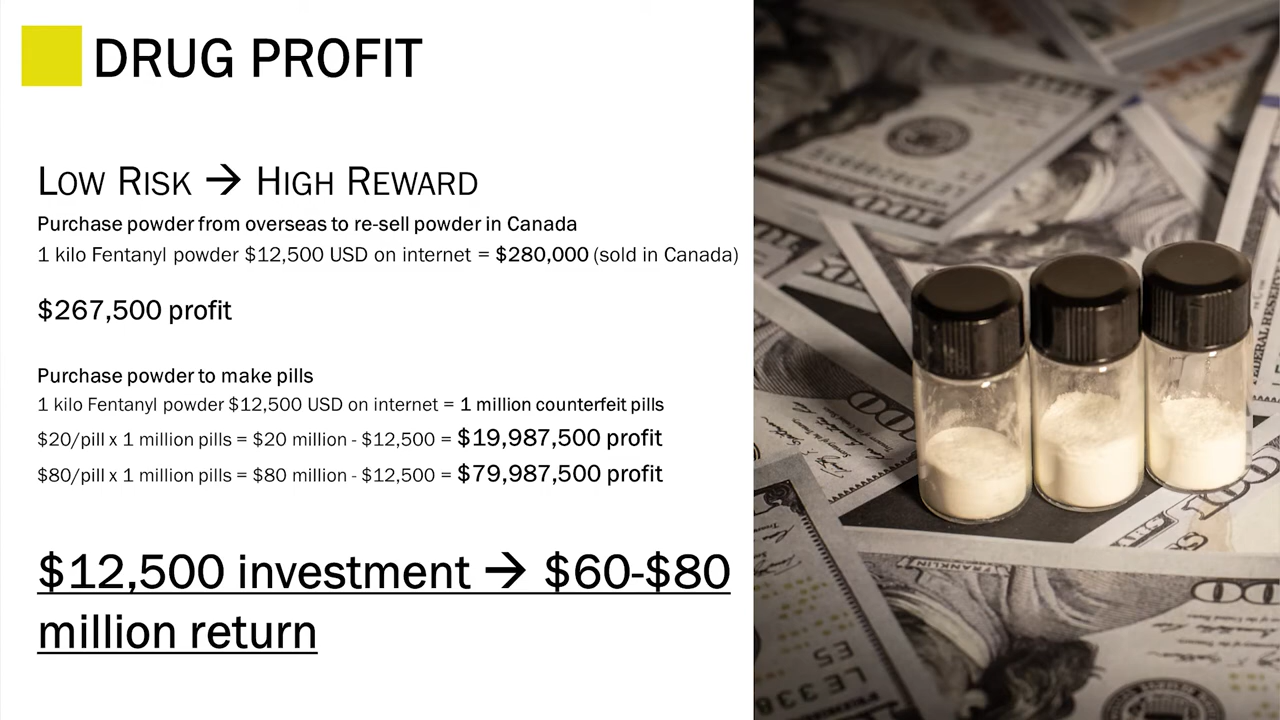 DRUG PROFIT
LOW RISK → HIGH REWARD
Purchase powder from overseas to re-sell powder in Canada
1 kilo Fentanyl powder $12,500 USD on internet = $280,000 (sold in Canada)
$267,500 profit
Purchase powder to make pills
1 kilo Fentanyl powder $12,500 USD on internet = 1 million counterfeit pills
$20/pill x 1 million pills = $20 million - $12,500 = $19,987,500 profit
$80/pill x 1 million pills = $80 million - $12,500 = $79,987,500 profit
$12,500 investment → $60-$80
million return
FEDERAL RESERVE
FRANKLIN
100